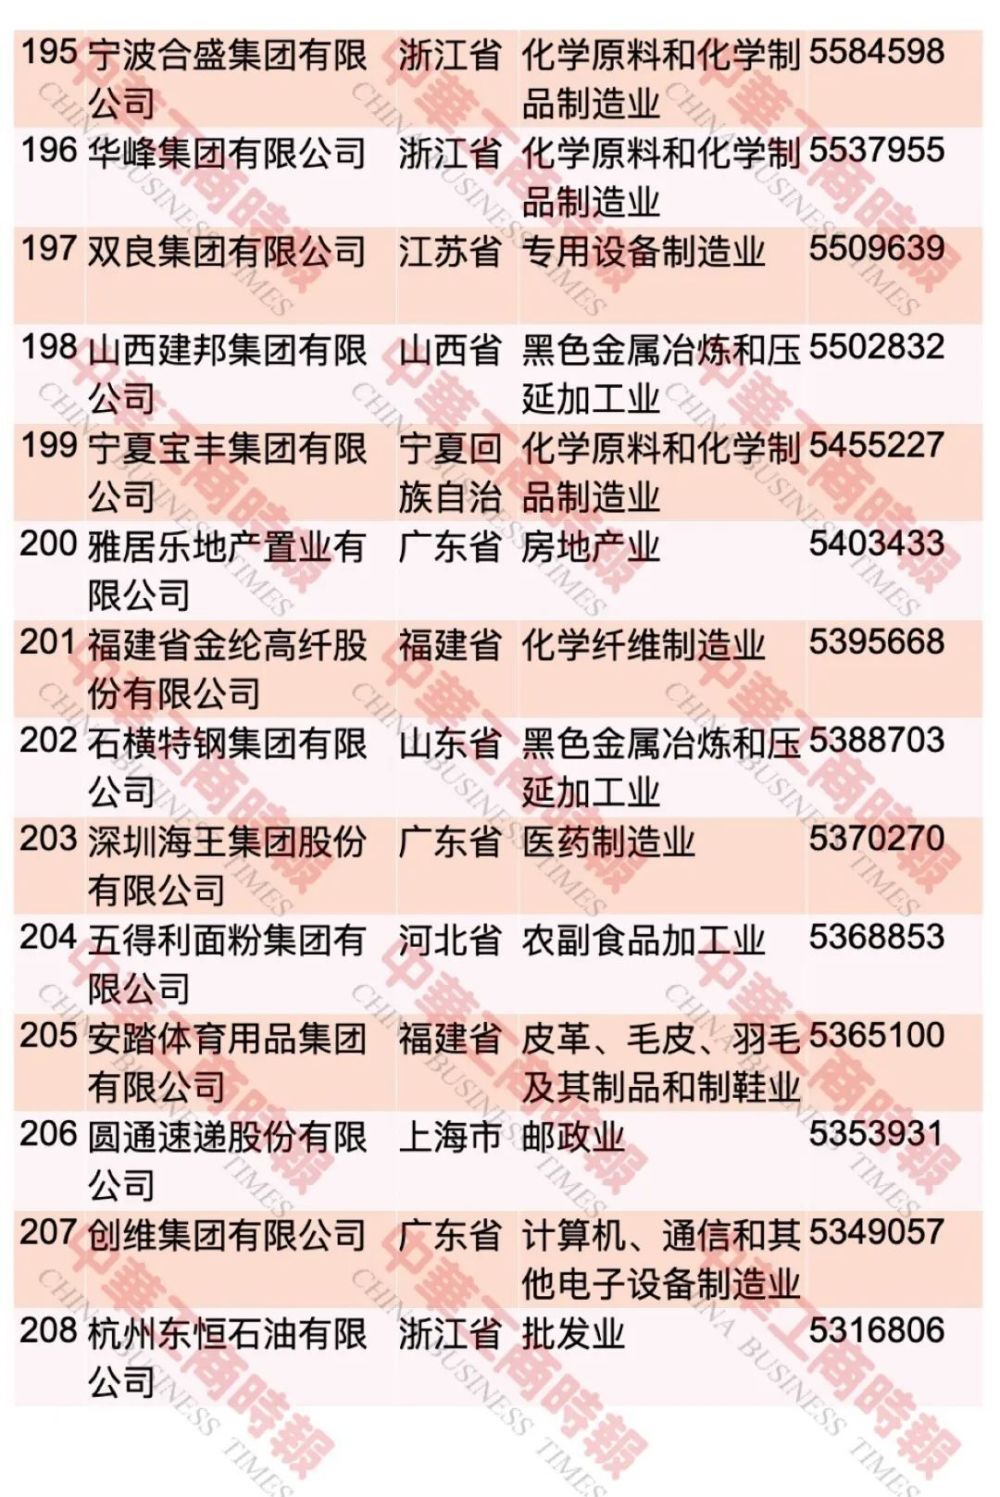 195 宁波合盛集团有限 浙江省 化学原料和化学制 5584598
公司 品制造业
196 华峰集团有限公司 浙江省 化学原料和化学制 5537955
品制造业
197 双良集团有限公司 江苏省 专用设备制造业 5509639
198 山西建邦集团有限 山西省 黑色金属冶炼和压 5502832
公司 延加工业
199 宁夏宝丰集团有限 宁夏回 化学原料和化学制 5455227
公司 族自治 品制造业
200 雅居乐地产置业有 广东省 房地产业 5403433
限公司
201 福建省金纶高纤股 福建省 化学纤维制造业 5395668
份有限公司
202 石横特钢集团有限 山东省 黑色金属冶炼和压 5388703
公司 延加工业
203 深圳海王集团股份 广东省 医药制造业 5370270
有限公司
204 五得利面粉集团有 河北省 农副食品加工业 5368853
限公司
205 安踏体育用品集团 福建省 皮革、毛皮、羽毛 5365100
有限公司 及其制品和制鞋业
206 圆通速递股份有限 上海市 邮政业 5353931
公司
207 创维集团有限公司 广东省 计算机、通信和其 5349057
他电子设备制造业
208 杭州东恒石油有限 浙江省 批发业 5316806
公司
中華工商時報
CHINA BUSINESS TIMES